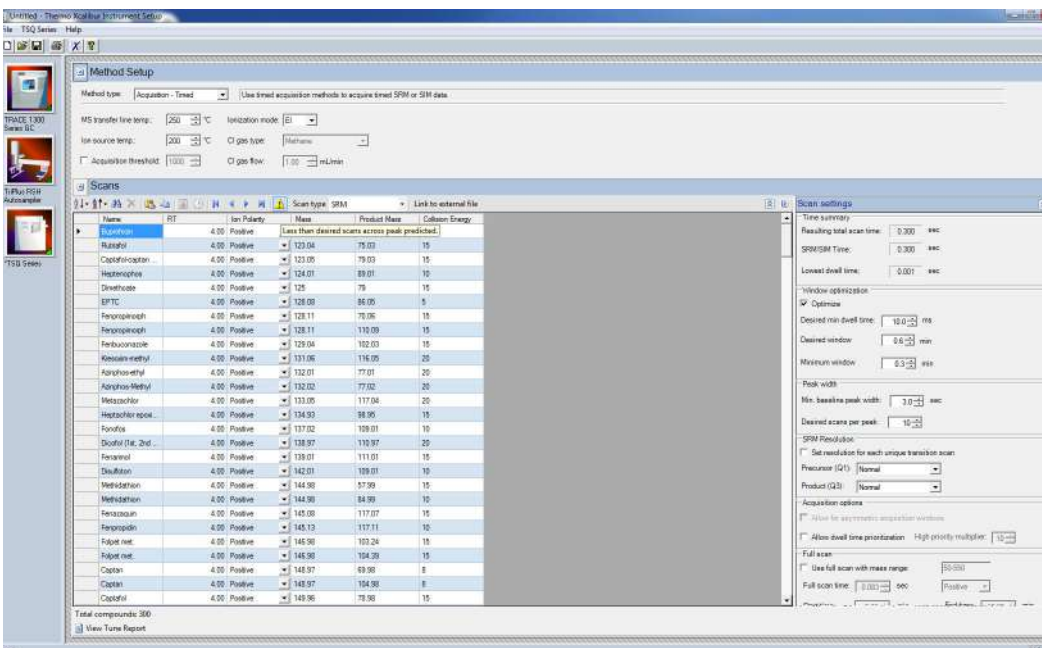 Untitled - Thermo Xcalibur Instrument Setup
File TSQ Series Help
TRACE 1300 Series GC
TriPlus RSH Autosampler
*TSQ Series
Method Setup
Method type: Acquisition - Timed Use timed acquisition methods to acquire timed SRM or SIM data
MS transfer line temp.: 250 °C Ionization mode: EI
Ion source temp.: 200 °C CI gas type: Methane
Acquisition threshold: 1000 CI gas flow: 1.00 mL/min
Scans
Scan type SRM Link to external file
Name RT Ion Polarity Mass Product Mass Collision Energy
Buprofezin 4.00 Positive Less than desired scans across peak predicted.
4.00 Positive 123.04 75.03 15
Captafol-captan ... 4.00 Positive 123.05 79.03 15
Heptenophos 4.00 Positive 124.01 89.01 10
Dimethoate 4.00 Positive 125 79 15
EPTC 4.00 Positive 128.09 86.05 5
Fenpropimorph 4.00 Positive 128.11 70.06 15
Fenpropimorph 4.00 Positive 128.11 110.09 15
Fenbuconazole 4.00 Positive 129.04 102.03 15
Kresoxim-methyl 4.00 Positive 131.06 116.05 20
Azinphos-ethyl 4.00 Positive 132.01 77.01 20
Azinphos-Methyl 4.00 Positive 132.02 77.02 20
Metazachlor 4.00 Positive 133.05 117.04 20
Heptachlor epoxi... 4.00 Positive 134.93 98.95 15
Fonofos 4.00 Positive 137.02 109.01 10
Dicofol (1st, 2nd ... 4.00 Positive 138.97 110.97 20
Fenarimol 4.00 Positive 139.01 111.01 15
Disulfoton 4.00 Positive 142.01 109.01 10
Methidathion 4.00 Positive 144.98 57.99 15
Methidathion 4.00 Positive 144.98 84.99 10
Fenazaquin 4.00 Positive 145.08 117.07 15
Fenpropidin 4.00 Positive 145.13 117.11 10
Folpet met. 4.00 Positive 146.98 103.24 15
Folpet met. 4.00 Positive 146.98 104.39 15
Captan 4.00 Positive 148.97 69.98 8
Captan 4.00 Positive 148.97 104.98 8
Captafol 4.00 Positive 149.96 78.98 15
Total compounds: 300
View Tune Report
Scan settings
Time summary
Resulting total scan time: 0.300 sec
SRM/SIM Time: 0.300 sec
Lowest dwell time: 0.001 sec
Window optimization
Optimize
Desired min dwell time: 10.0 ms
Desired window 0.6 min
Minimum window 0.3 min
Peak width
Min. baseline peak width: 3.0 sec
Desired scans per peak: 10
SRM Resolution
Set resolution for each unique transition scan
Precursor (Q1): Normal
Product (Q3): Normal
Acquisition options
Allow for asymmetric acquisition windows
Allow dwell time prioritization High-priority multiplier: 10
Full scan
Use full scan with mass range: 50-550
Full scan time: 0.003 sec Positive